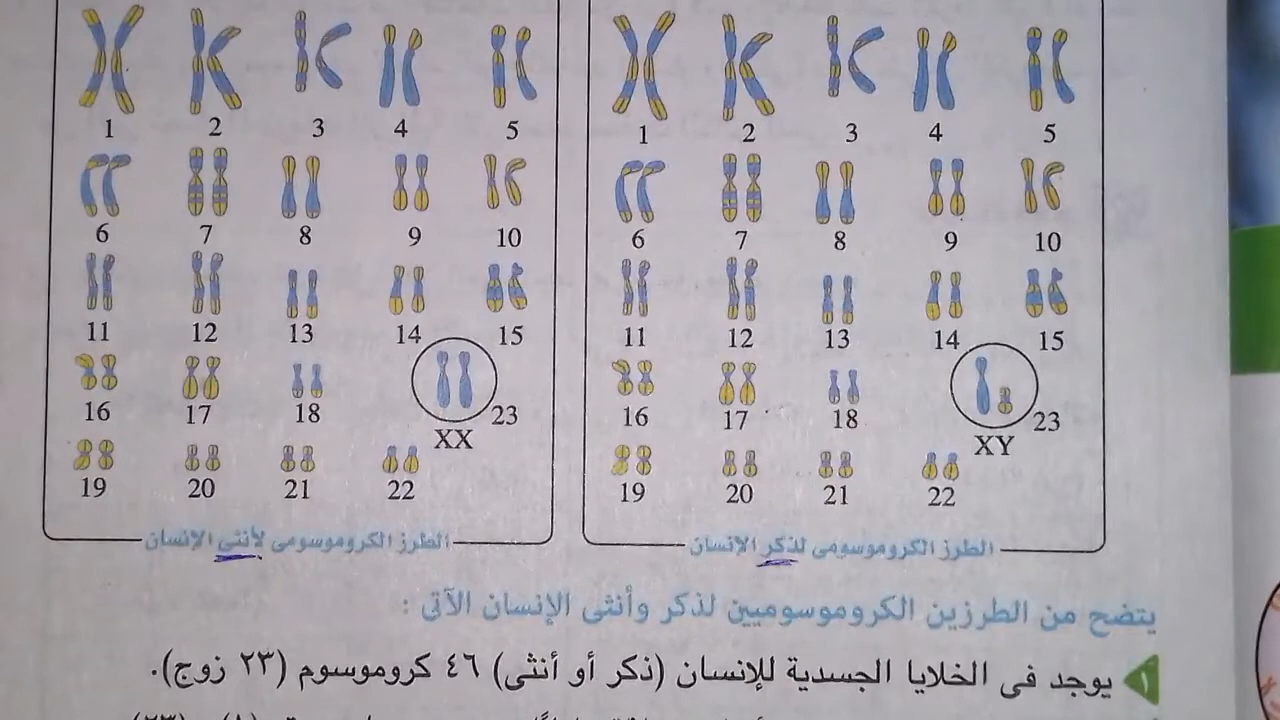 1 2 3 4 5
6 7 8 9 10
11 12 13 14 15
16 17 18 23
XX
19 20 21 22
الطرز الكروموسومى لأنثى الإنسان
1 2 3 4 5
6 7 8 9 10
11 12 13 14 15
16 17 18 23
XY
19 20 21 22
الطرز الكروموسومى لذكر الإنسان
يتضح من الطرزين الكروموسوميين لذكر وأنثى الإنسان الآتى :
١ يوجد فى الخلايا الجسدية للإنسان (ذكر أو أنثى) ٤٦ كروموسوم (٢٣ زوج).